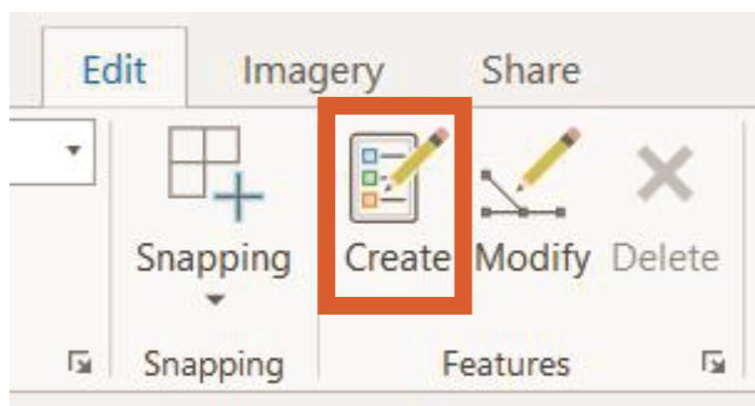 Edit Imagery Share
Snapping Create Modify Delete
Snapping Features